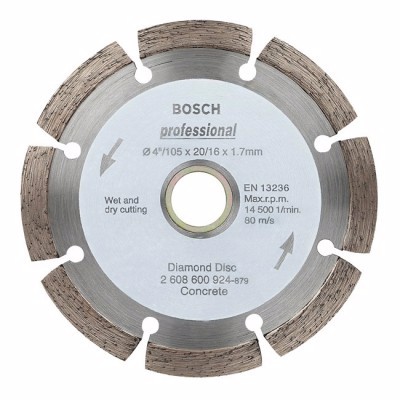 BOSCH
professional
Ø 4"/105 x 20/16 x 1.7mm
Wet and
dry cutting
EN 13236
Max.r.p.m.
14 500 1/min.
80 m/s
Diamond Disc
2 608 600 924-879
Concrete